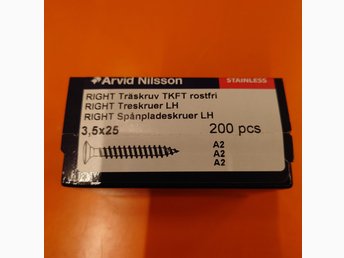 Arvid Nilsson
STAINLESS
RIGHT Träskruv TKFT rostfri
RIGHT Treskruer LH
RIGHT Spånpladeskruer LH
3,5x25 200 pcs
A2
A2
A2